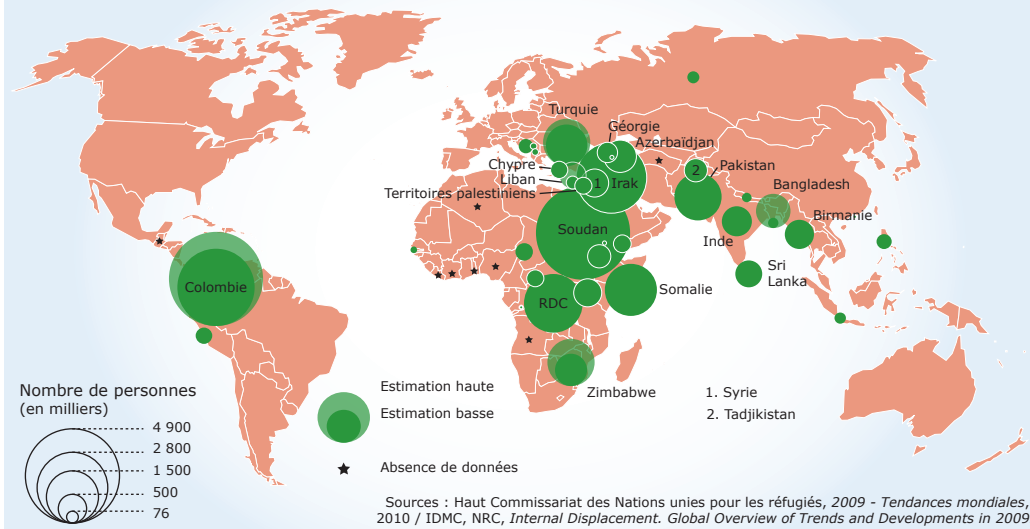 Turquie
Géorgie
Azerbaïdjan
Chypre
Liban
Territoires palestiniens
1
Irak
2
Pakistan
Bangladesh
Birmanie
Inde
Soudan
Sri
Lanka
Colombie
RDC
Somalie
Zimbabwe
1. Syrie
2. Tadjikistan
Nombre de personnes
(en milliers)
4 900
2 800
1 500
500
76
Estimation haute
Estimation basse
Absence de données
Sources : Haut Commissariat des Nations unies pour les réfugiés, 2009 - Tendances mondiales,
2010 / IDMC, NRC, Internal Displacement. Global Overview of Trends and Developments in 2009